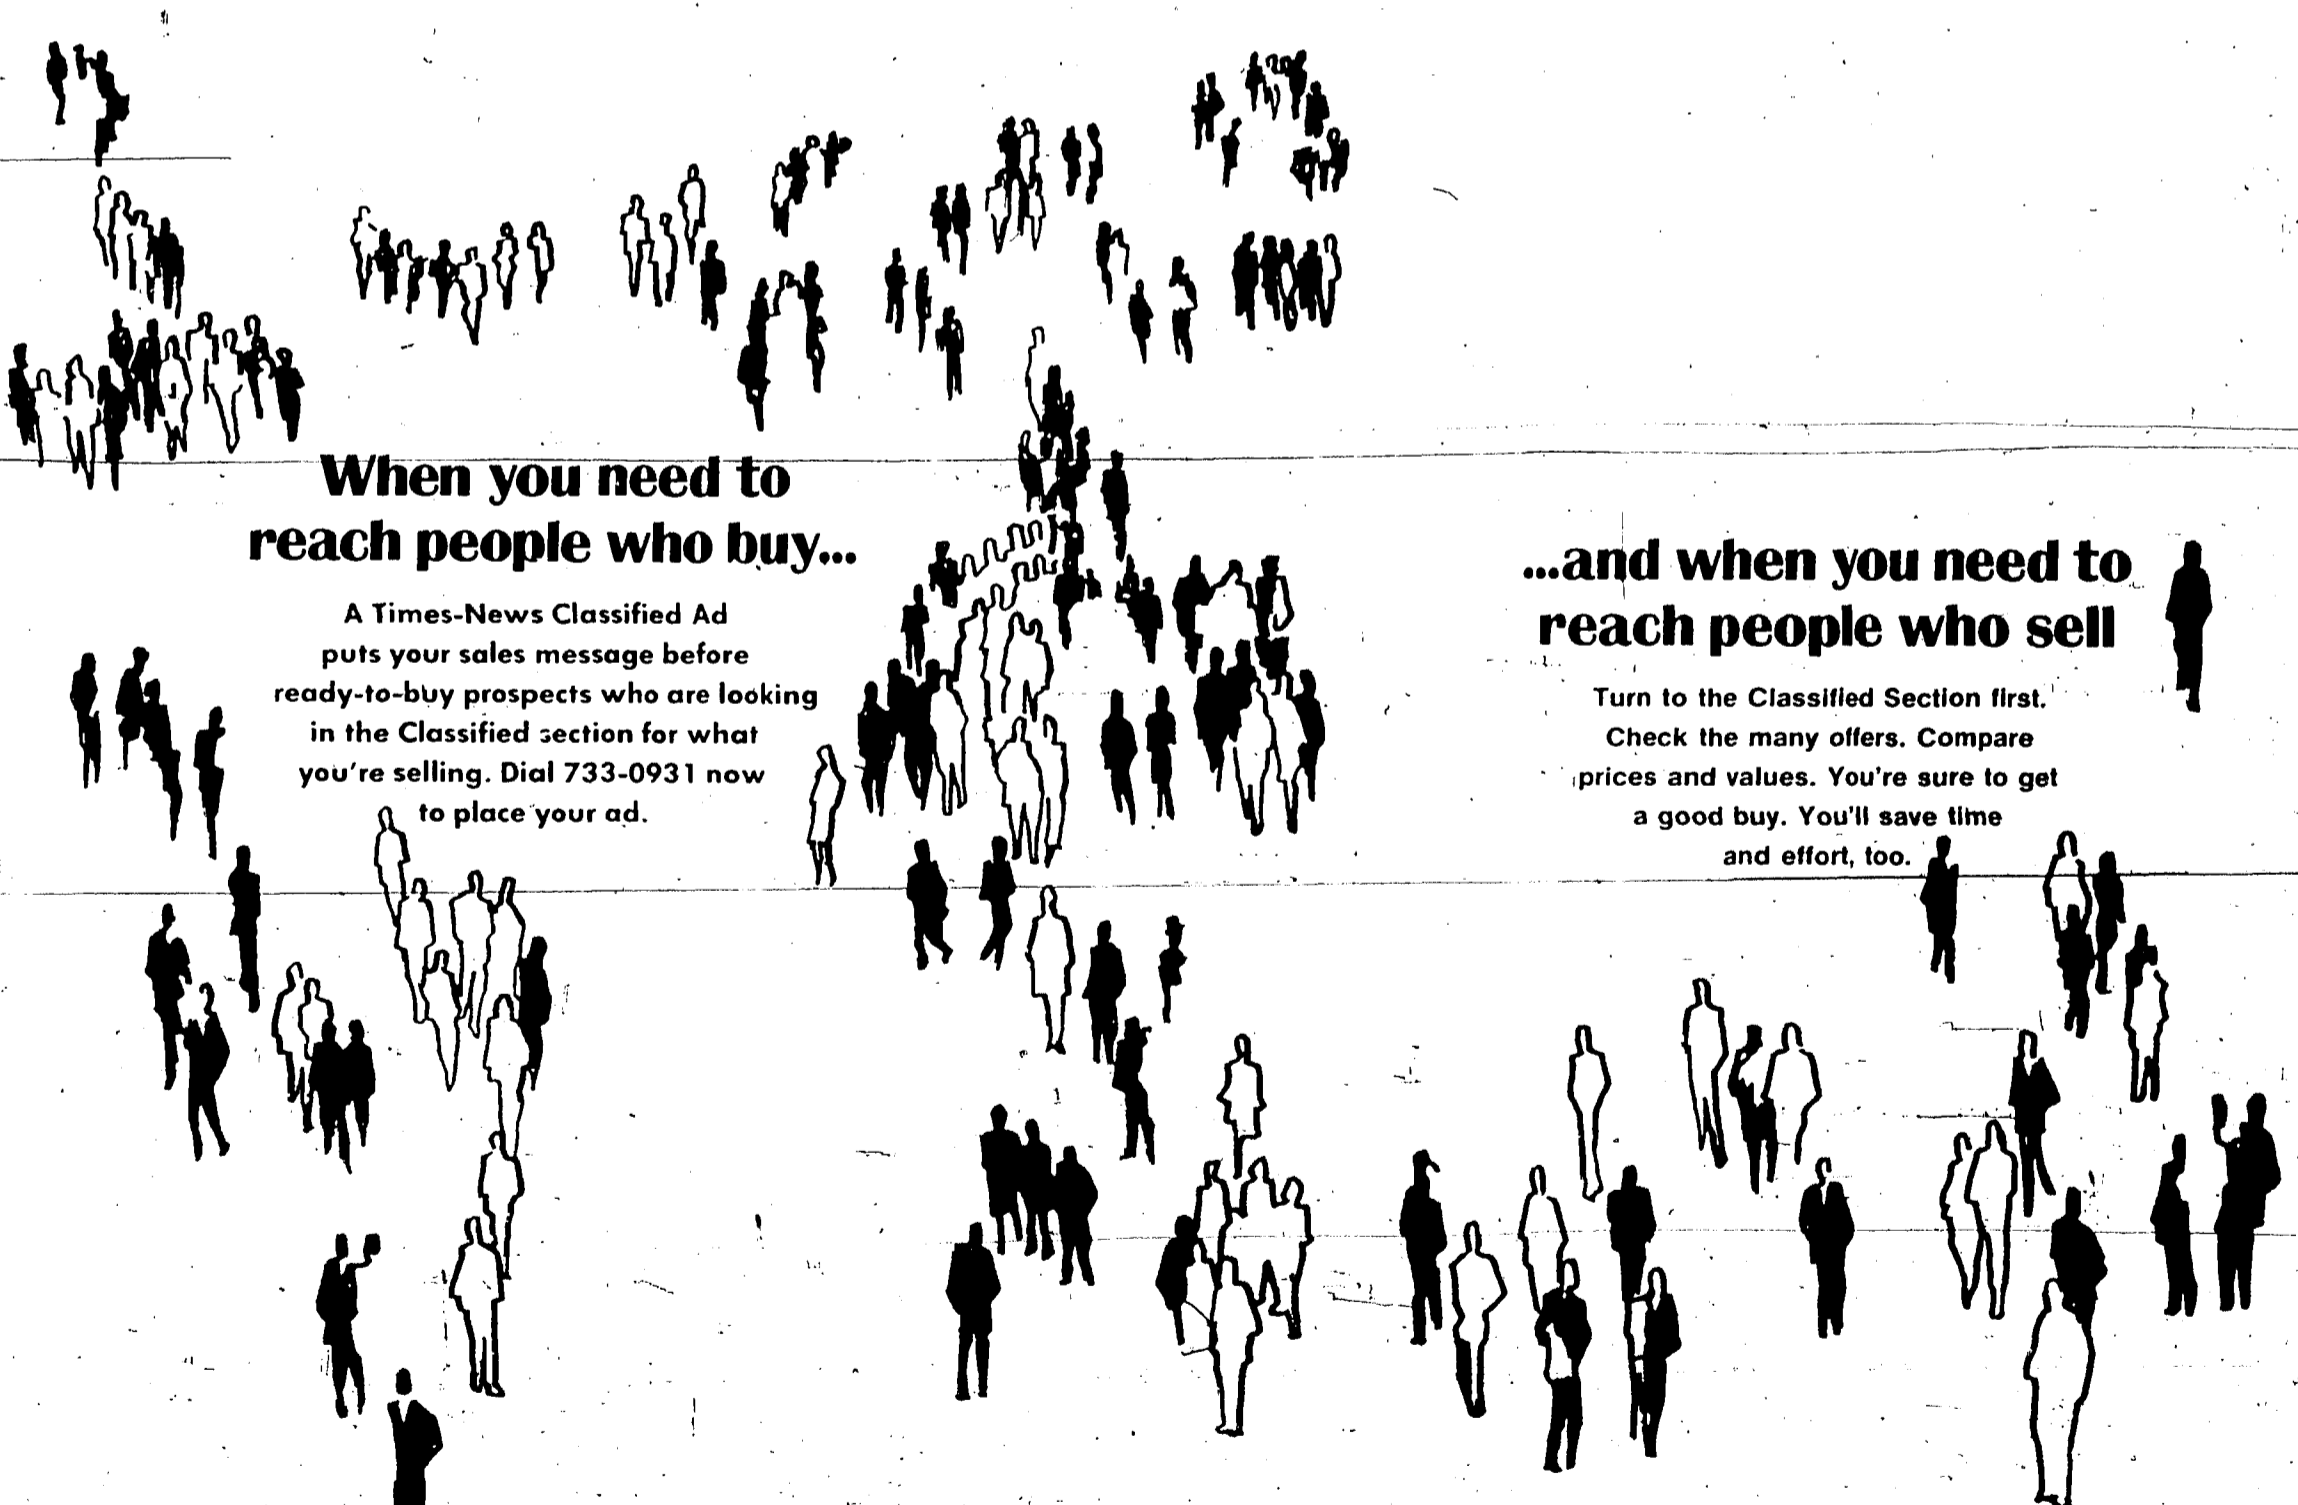 When you need to
reach people who buy...
A Times-News Classified Ad
puts your sales message before
ready-to-buy prospects who are looking
in the Classified section for what
you're selling. Dial 733-0931 now
to place your ad.
...and when you need to
reach people who sell
Turn to the Classified Section first.
Check the many offers. Compare
prices and values. You're sure to get
a good buy. You'll save time
and effort, too.